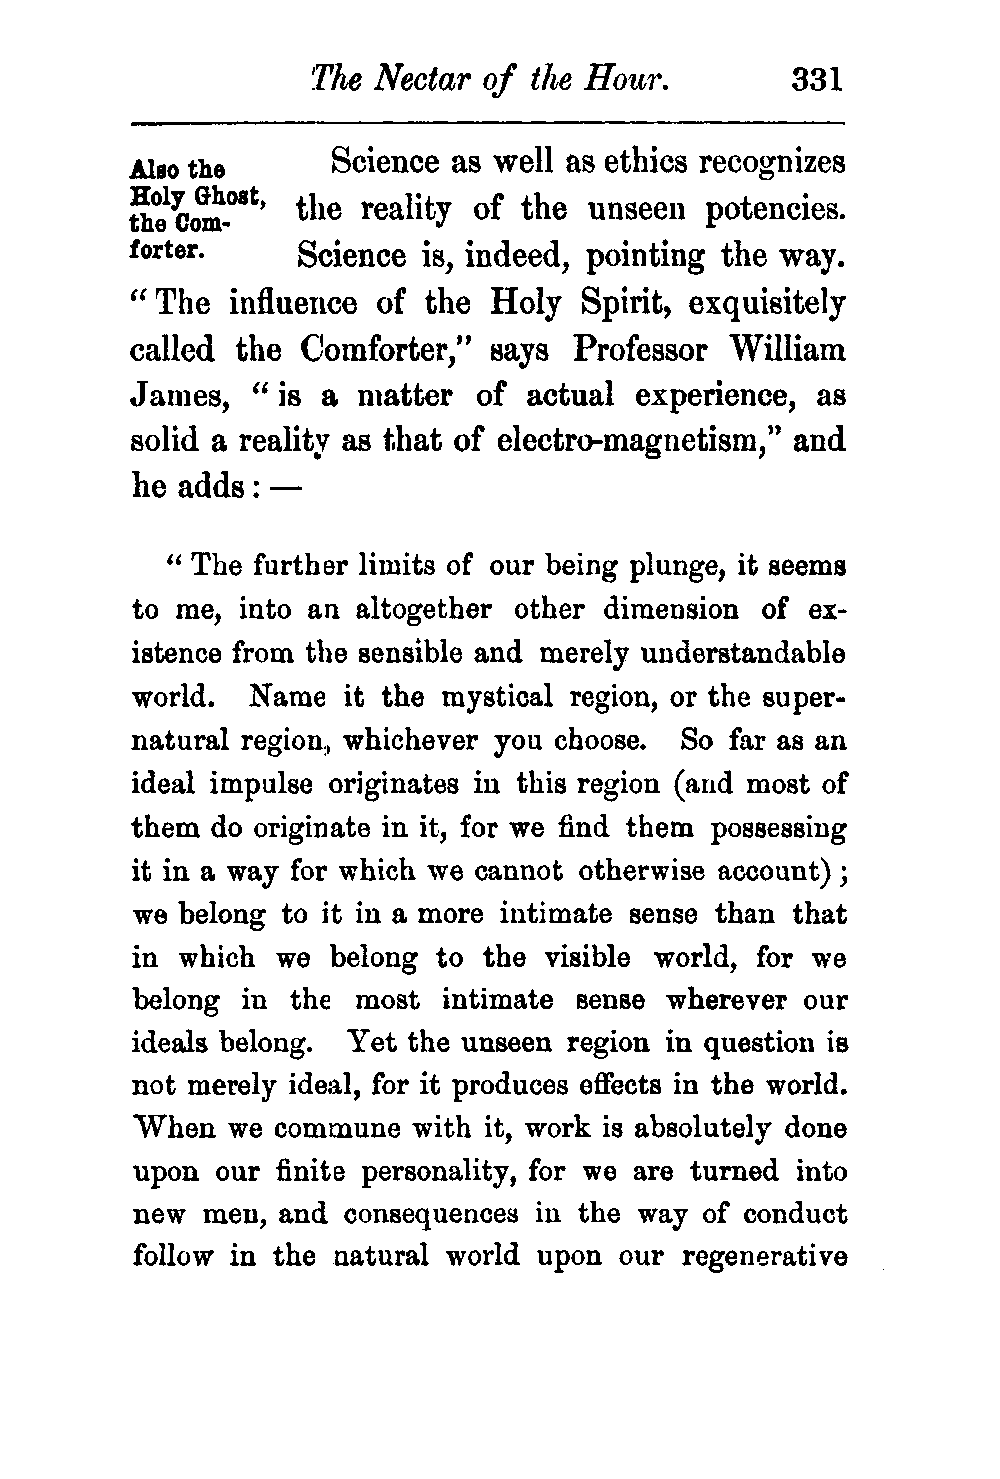 The Nectar of the Hour. 331
Also the
Holy Ghost,
the Com-
forter.
Science as well as ethics recognizes
the reality of the unseen potencies.
Science is, indeed, pointing the way.
“The influence of the Holy Spirit, exquisitely
called the Comforter,” says Professor William
James, “is a matter of actual experience, as
solid a reality as that of electro-magnetism,” and
he adds: —
“The further limits of our being plunge, it seems
to me, into an altogether other dimension of ex-
istence from the sensible and merely understandable
world. Name it the mystical region, or the super-
natural region, whichever you choose. So far as an
ideal impulse originates in this region (and most of
them do originate in it, for we find them possessing
it in a way for which we cannot otherwise account);
we belong to it in a more intimate sense than that
in which we belong to the visible world, for we
belong in the most intimate sense wherever our
ideals belong. Yet the unseen region in question is
not merely ideal, for it produces effects in the world.
When we commune with it, work is absolutely done
upon our finite personality, for we are turned into
new men, and consequences in the way of conduct
follow in the natural world upon our regenerative